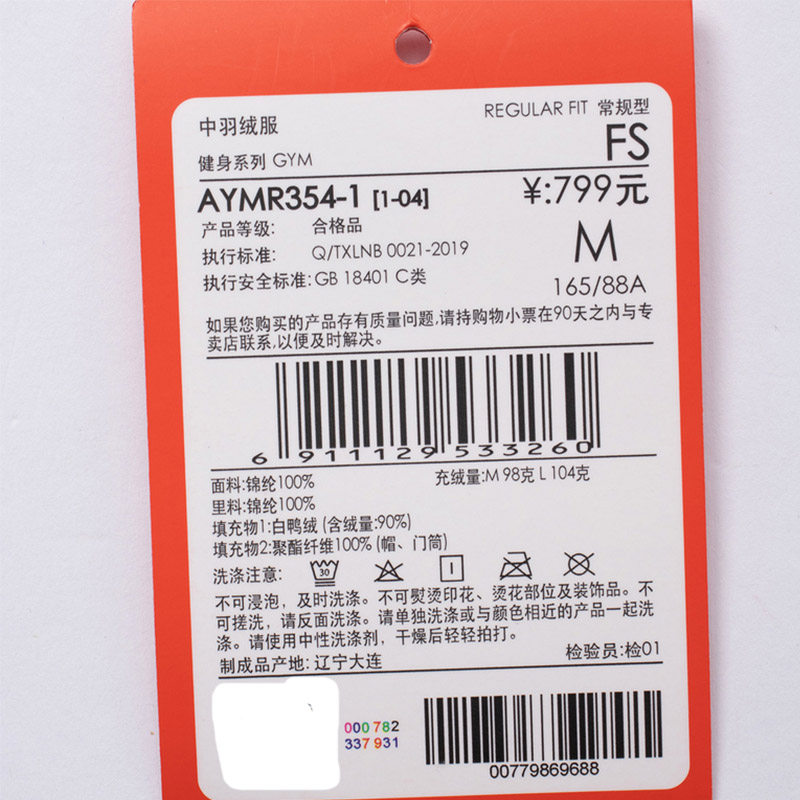 REGULAR FIT 常规型
中羽绒服
FS
健身系列 GYM
AYMR354-1 [1-04]
¥:799元
产品等级: 合格品
执行标准: Q/TXLNB 0021-2019
M
执行安全标准:GB 18401 C类
165/88A
如果您购买的产品存有质量问题,请持购物小票在90天之内与专
卖店联系,以便及时解决。
6 911129 533260
面料:锦纶100%
充绒量:M 98克 L 104克
里料:锦纶100%
填充物1:白鸭绒 (含绒量:90%)
填充物2:聚酯纤维100% (帽、门筒)
洗涤注意:
30
不可浸泡，及时洗涤。不可熨烫印花、烫花部位及装饰品。不
可搓洗，请反面洗涤。请单独洗涤或与颜色相近的产品一起洗
涤。请使用中性洗涤剂，干燥后轻轻拍打。
制成品产地: 辽宁大连
检验员:检01
000 782
337 931
00779869688